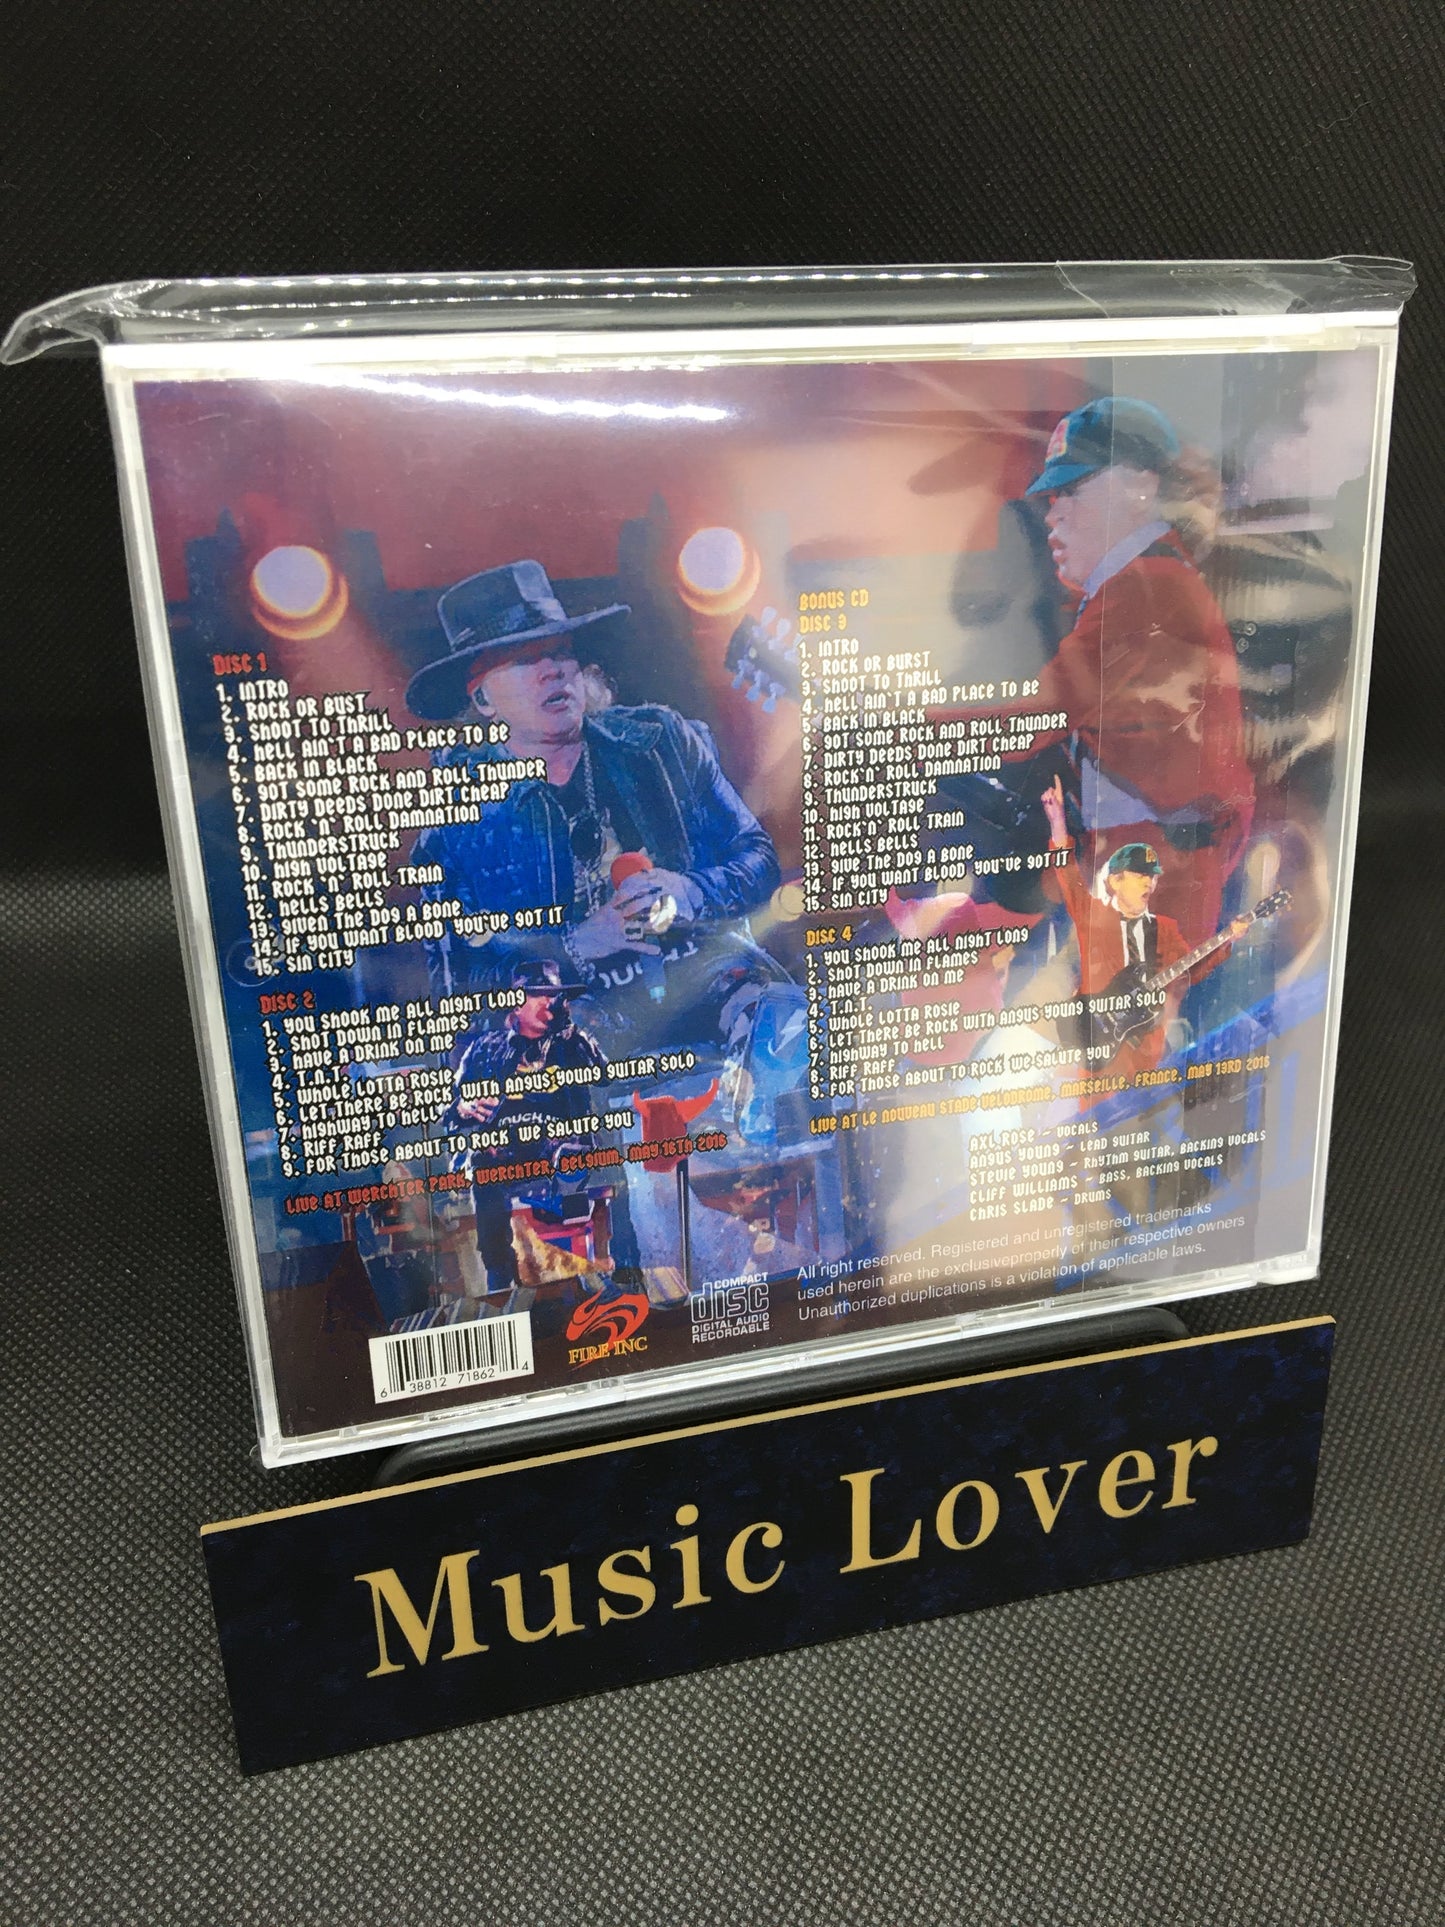 DISC 1
1. INTRO
2. ROCK OR BUST
3. SHOOT TO THRILL
4. HELL AIN'T A BAD PLACE TO BE
5. BACK IN BLACK
6. GOT SOME ROCK AND ROLL THUNDER
7. DIRTY DEEDS DONE DIRT CHEAP
8. ROCK 'N' ROLL DAMNATION
9. THUNDERSTRUCK
10. HIGH VOLTAGE
11. ROCK 'N' ROLL TRAIN
12. HELLS BELLS
13. GIVEN THE DOG A BONE
14. IF YOU WANT BLOOD YOU'VE GOT IT
15. SIN CITY
DISC 2
1. YOU SHOOK ME ALL NIGHT LONG
2. SHOT DOWN IN FLAMES
3. HAVE A DRINK ON ME
4. T.N.T.
5. WHOLE LOTTA ROSIE
6. LET THERE BE ROCK WITH ANGUS YOUNG GUITAR SOLO
7. HIGHWAY TO HELL
8. RIFF RAFF
9. FOR THOSE ABOUT TO ROCK WE SALUTE YOU
LIVE AT WERCHTER PARK, WERCHTER, BELGIUM, MAY 16TH 2016
BONUS CD
DISC 3
1. INTRO
2. ROCK OR BURST
3. SHOOT TO THRILL
4. HELL AIN'T A BAD PLACE TO BE
5. BACK IN BLACK
6. GOT SOME ROCK AND ROLL THUNDER
7. DIRTY DEEDS DONE DIRT CHEAP
8. ROCK 'N' ROLL DAMNATION
9. THUNDERSTRUCK
10. HIGH VOLTAGE
11. ROCK 'N' ROLL TRAIN
12. HELLS BELLS
13. GIVE THE DOG A BONE
14. IF YOU WANT BLOOD YOU'VE GOT IT
15. SIN CITY
DISC 4
1. YOU SHOOK ME ALL NIGHT LONG
2. SHOT DOWN IN FLAMES
3. HAVE A DRINK ON ME
4. T.N.T.
5. WHOLE LOTTA ROSIE
6. LET THERE BE ROCK WITH ANGUS YOUNG GUITAR SOLO
7. HIGHWAY TO HELL
8. RIFF RAFF
9. FOR THOSE ABOUT TO ROCK WE SALUTE YOU
LIVE AT LE NOUVEAU STADE VELODROME, MARSEILLE, FRANCE, MAY 13RD 2016
AXL ROSE - VOCALS
ANGUS YOUNG - LEAD GUITAR
STEVIE YOUNG - RHYTHM GUITAR, BACKING VOCALS
CLIFF WILLIAMS - BASS, BACKING VOCALS
CHRIS SLADE - DRUMS
All right reserved. Registered and unregistered trademarks
used herein are the exclusiveproperly of their respective owners
Unauthorized duplications is a violation of applicable laws.
6 38812 71862 4
FIRE INC
COMPACT
disc
DIGITAL AUDIO
RECORDABLE
Music Lover